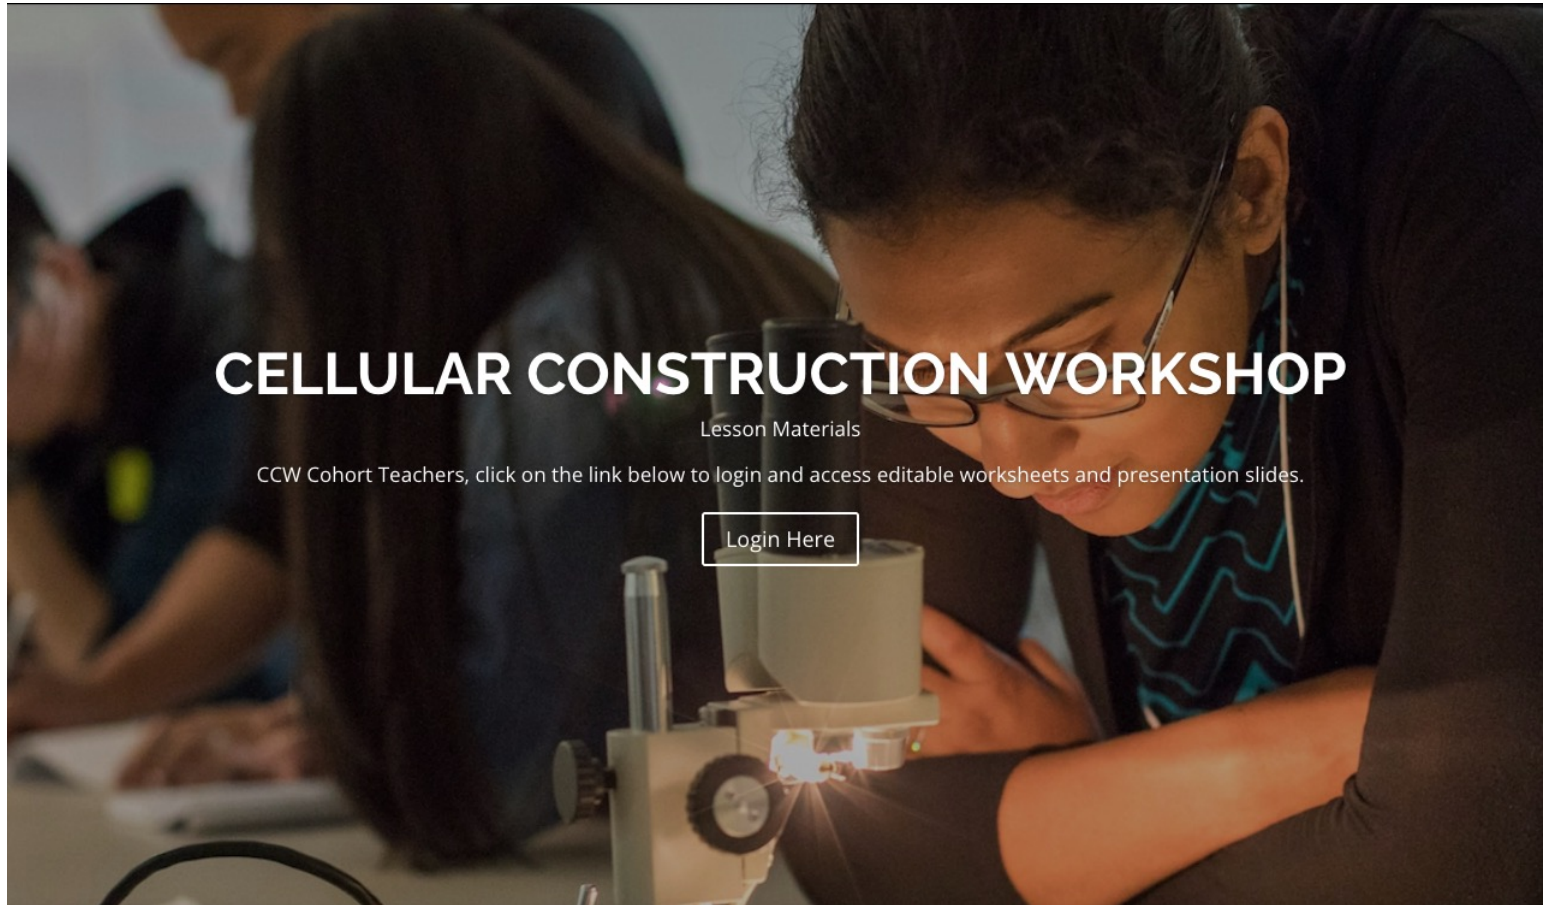 CELLULAR CONSTRUCTION WORKSHOP
Lesson Materials
CCW Cohort Teachers, click on the link below to login and access editable worksheets and presentation slides.
Login Here